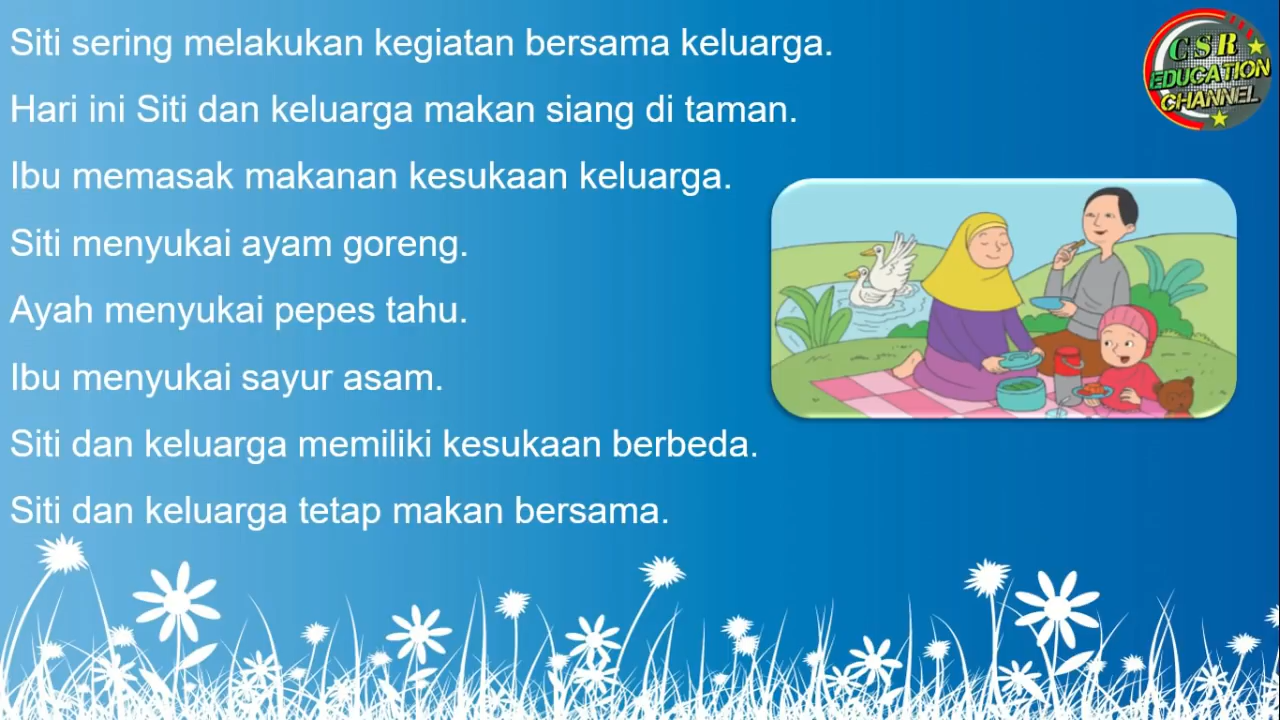 Siti sering melakukan kegiatan bersama keluarga.
Hari ini Siti dan keluarga makan siang di taman.
Ibu memasak makanan kesukaan keluarga.
Siti menyukai ayam goreng.
Ayah menyukai pepes tahu.
Ibu menyukai sayur asam.
Siti dan keluarga memiliki kesukaan berbeda.
Siti dan keluarga tetap makan bersama.
CSR
EDUCATION
CHANNEL